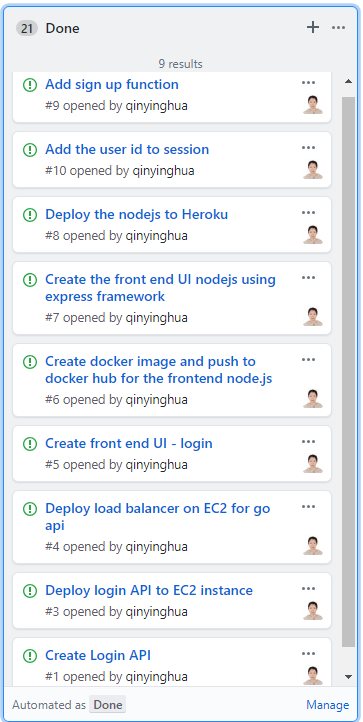 21 Done
9 results
Add sign up function
#9 opened by qinyinghua
Add the user id to session
#10 opened by qinyinghua
Deploy the nodejs to Heroku
#8 opened by qinyinghua
Create the front end UI nodejs using
express framework
#7 opened by qinyinghua
Create docker image and push to
docker hub for the frontend node.js
#6 opened by qinyinghua
Create front end UI - login
#5 opened by qinyinghua
Deploy load balancer on EC2 for go
api
#4 opened by qinyinghua
Deploy login API to EC2 instance
#3 opened by qinyinghua
Create Login API
#1 opened by qinyinghua
Automated as Done Manage